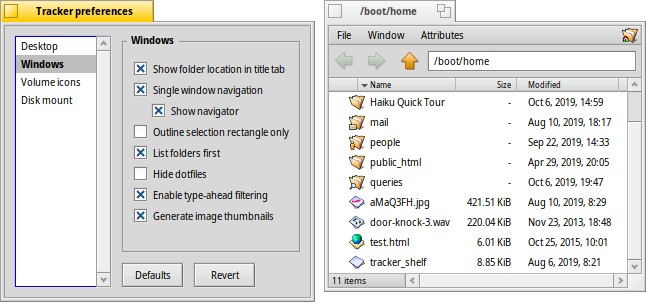 Tracker preferences
Desktop
Windows
Volume icons
Disk mount
Windows
Show folder location in title tab
Single window navigation
Show navigator
Outline selection rectangle only
List folders first
Hide dotfiles
Enable type-ahead filtering
Generate image thumbnails
Defaults Revert
/boot/home
File Window Attributes
/boot/home
Name Size Modified
Haiku Quick Tour - Oct 6, 2019, 14:59
mail - Aug 10, 2019, 18:17
people - Sep 22, 2019, 14:33
public_html - Apr 29, 2019, 20:05
queries - Oct 6, 2019, 19:47
aMaQ3FH.jpg 421.51 KiB Aug 10, 2019, 8:29
door-knock-3.wav 220.04 KiB Nov 23, 2013, 18:48
test.html 6.01 KiB Oct 25, 2015, 10:01
tracker_shelf 8.85 KiB Aug 6, 2019, 8:21
11 items